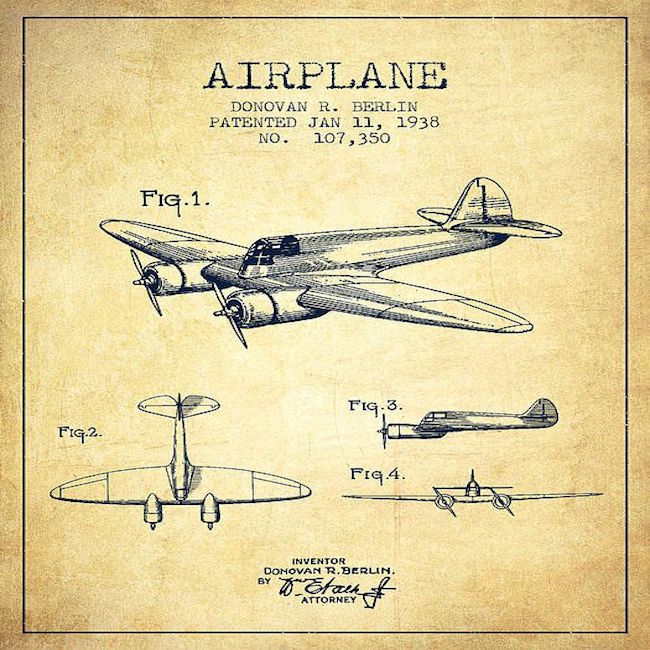 AIRPLANE
DONOVAN R. BERLIN
PATENTED JAN 11, 1938
NO. 107,350
FIG.1.
FIG.2.
FIG.3.
FIG.4.
INVENTOR
DONOVAN R. BERLIN.
BY
ATTORNEY